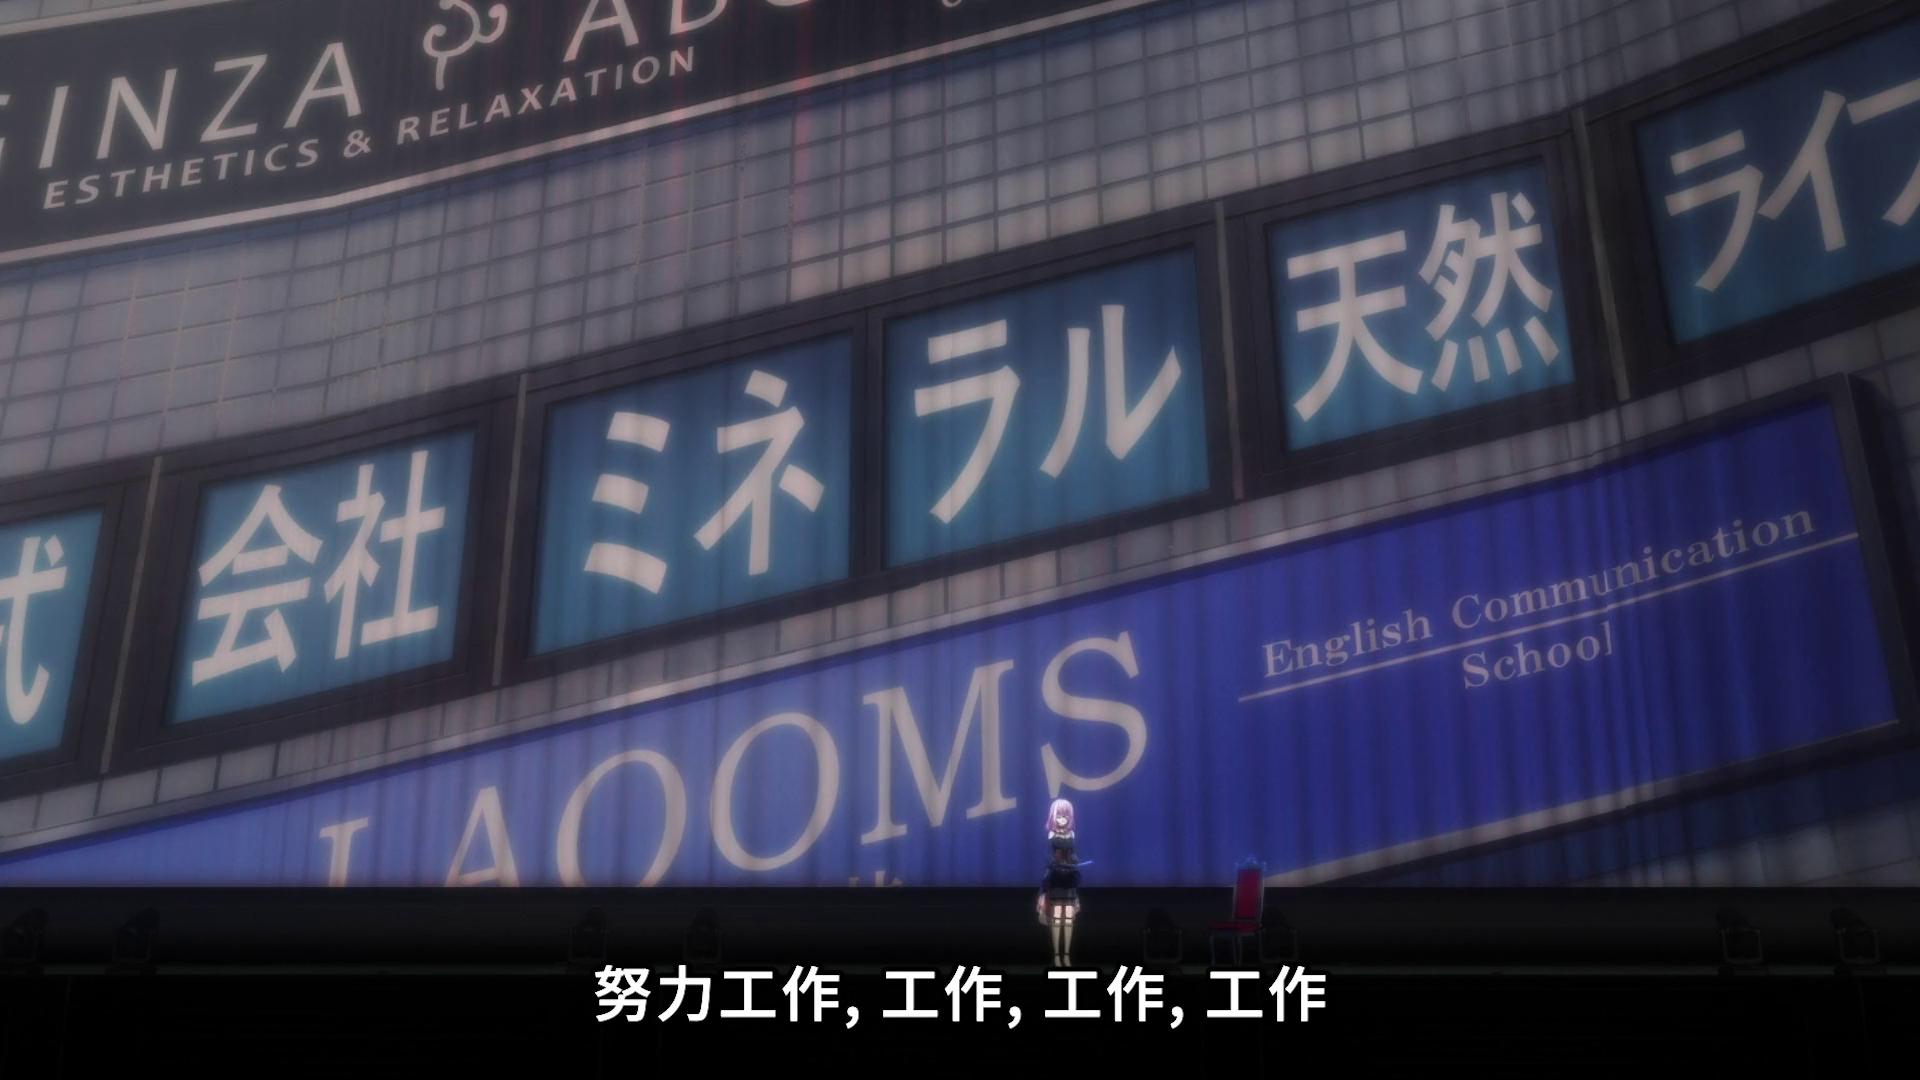 GINZA
ESTHETICS & RELAXATION
式 会社 ミネ ラル 天然 ライ
LAOOMS
English Communication
School
努力工作, 工作, 工作, 工作